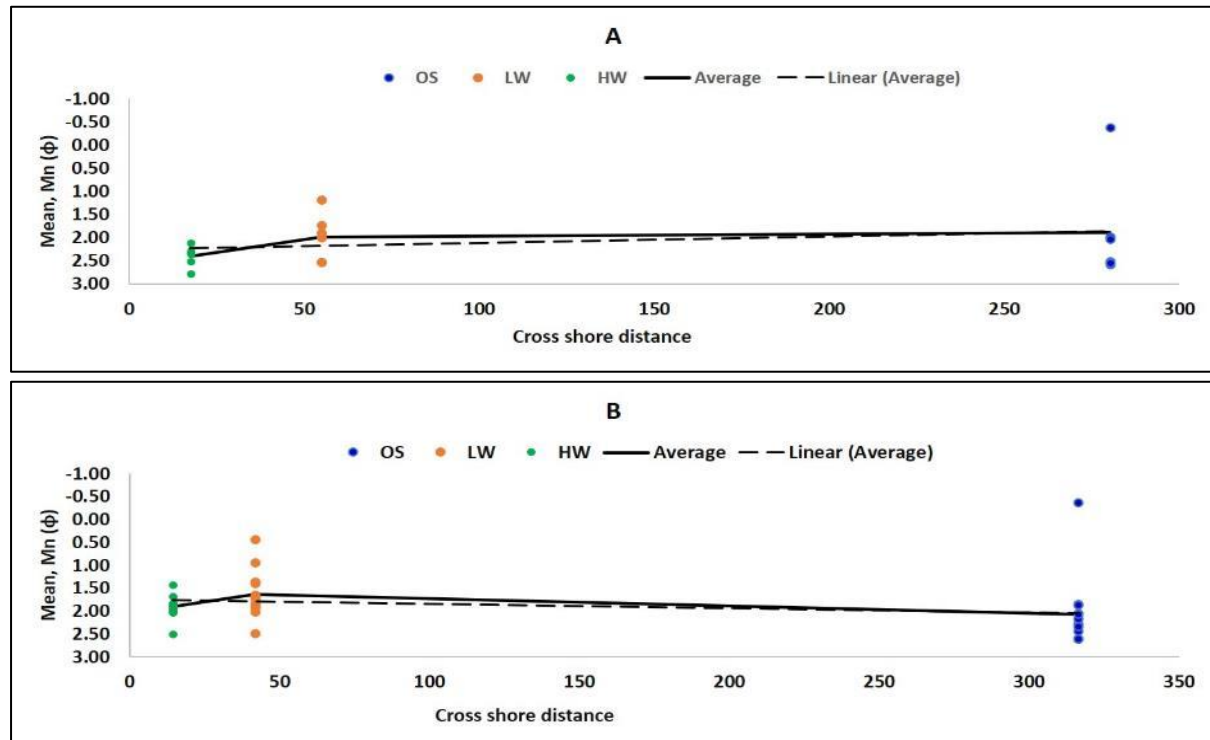 A
OS LW HW Average Linear (Average)
-1.00
-0.50
0.00
0.50
1.00
1.50
2.00
2.50
3.00
Mean, Mn (ϕ)
0 50 100 150 200 250 300
Cross shore distance
B
OS LW HW Average Linear (Average)
-1.00
-0.50
0.00
0.50
1.00
1.50
2.00
2.50
3.00
Mean, Mn (ϕ)
0 50 100 150 200 250 300 350
Cross shore distance